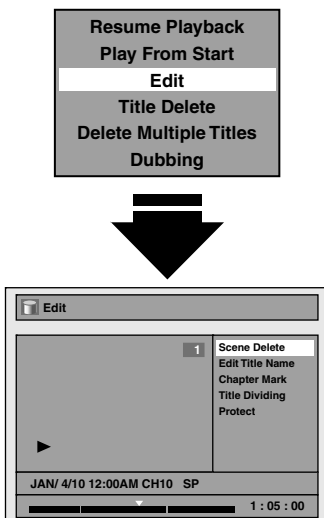 Resume Playback
Play From Start
Edit
Title Delete
Delete Multiple Titles
Dubbing
Edit
1
Scene Delete
Edit Title Name
Chapter Mark
Title Dividing
Protect
JAN/ 4/10 12:00AM CH10 SP
1 : 05 : 00